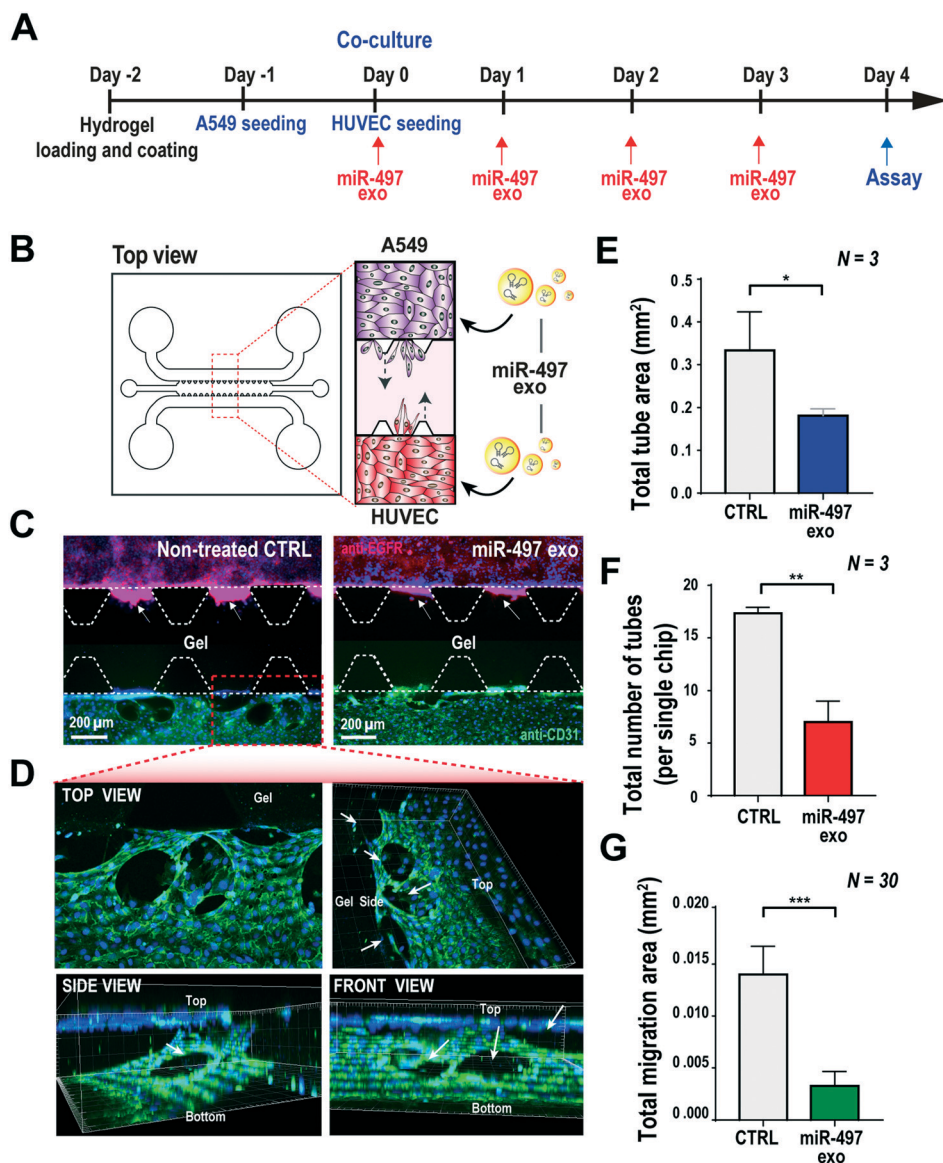 A
Co-culture
Day -2 Day -1 Day 0 Day 1 Day 2 Day 3 Day 4
Hydrogel
loading and coating
A549 seeding
HUVEC seeding
miR-497
exo
miR-497
exo
miR-497
exo
miR-497
exo
Assay
B
Top view
A549
miR-497
exo
HUVEC
C
Non-treated CTRL
anti-EGFR
miR-497 exo
Gel
200 µm
200 µm
anti-CD31
D
TOP VIEW
Gel
Top
Gel Side
SIDE VIEW
Top
Bottom
FRONT VIEW
Top
Bottom
E
N = 3
*
Total tube area (mm²)
0.5
0.4
0.3
0.2
0.1
0.0
CTRL
miR-497
exo
F
N = 3
**
Total number of tubes
(per single chip)
20
15
10
5
0
CTRL
miR-497
exo
G
N = 30
***
Total migration area (mm²)
0.020
0.015
0.010
0.005
0.000
CTRL
miR-497
exo